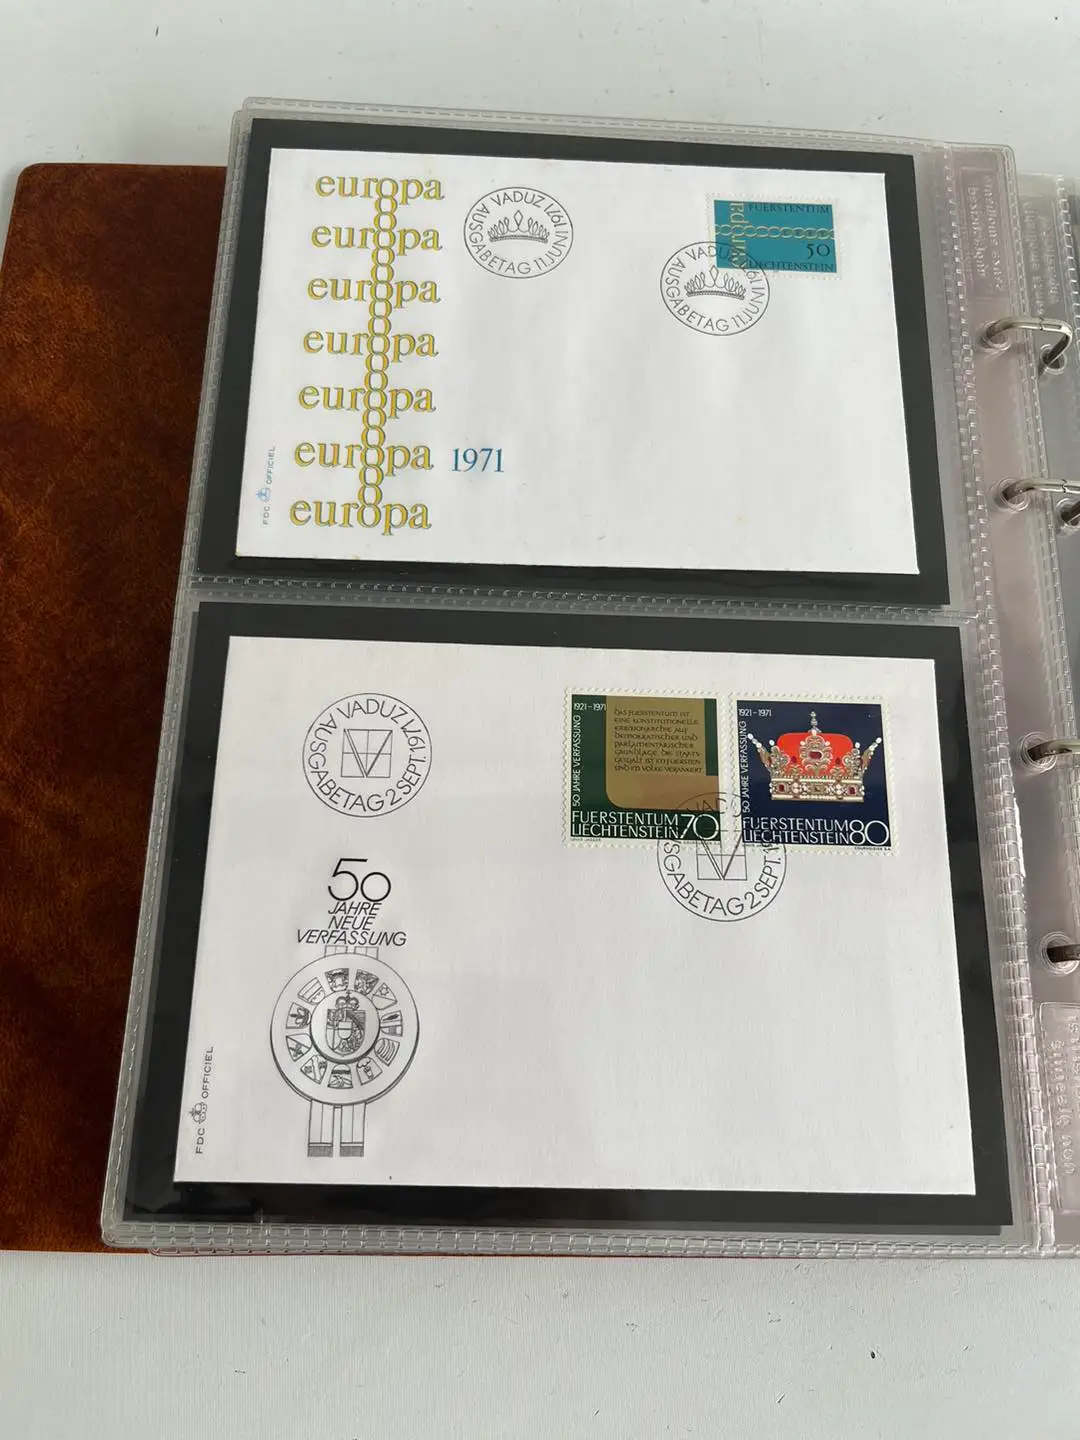 europa
europa
europa
europa
europa
europa 1971
europa
FDC OFFICIEL
VADUZ 1971
AUSGABETAG 11. JUNI
VADUZ 1971
AUSGABETAG 11. JUNI
europa
FUERSTENTUM
50
LIECHTENSTEIN
VADUZ 1971
AUSGABETAG 2. SEPT.
50
JAHRE
NEUE
VERFASSUNG
FDC OFFICIEL
50 JAHRE VERFASSUNG 1921-1971
DAS FUERSTENTUM IST
EINE KONSTITUTIONELLE
ERBMONARCHIE AUF
DEMOKRATISCHER UND
PARLAMENTARISCHER
GRUNDLAGE. DIE STAATS
GEWALT IST IM FUERSTEN
UND IM VOLKE VERANKERT
FUERSTENTUM
LIECHTENSTEIN 70
50 JAHRE VERFASSUNG 1921-1971
FUERSTENTUM
LIECHTENSTEIN 80
COURVOISIER S.A.
VADUZ
AUSGABETAG 2. SEPT. 19